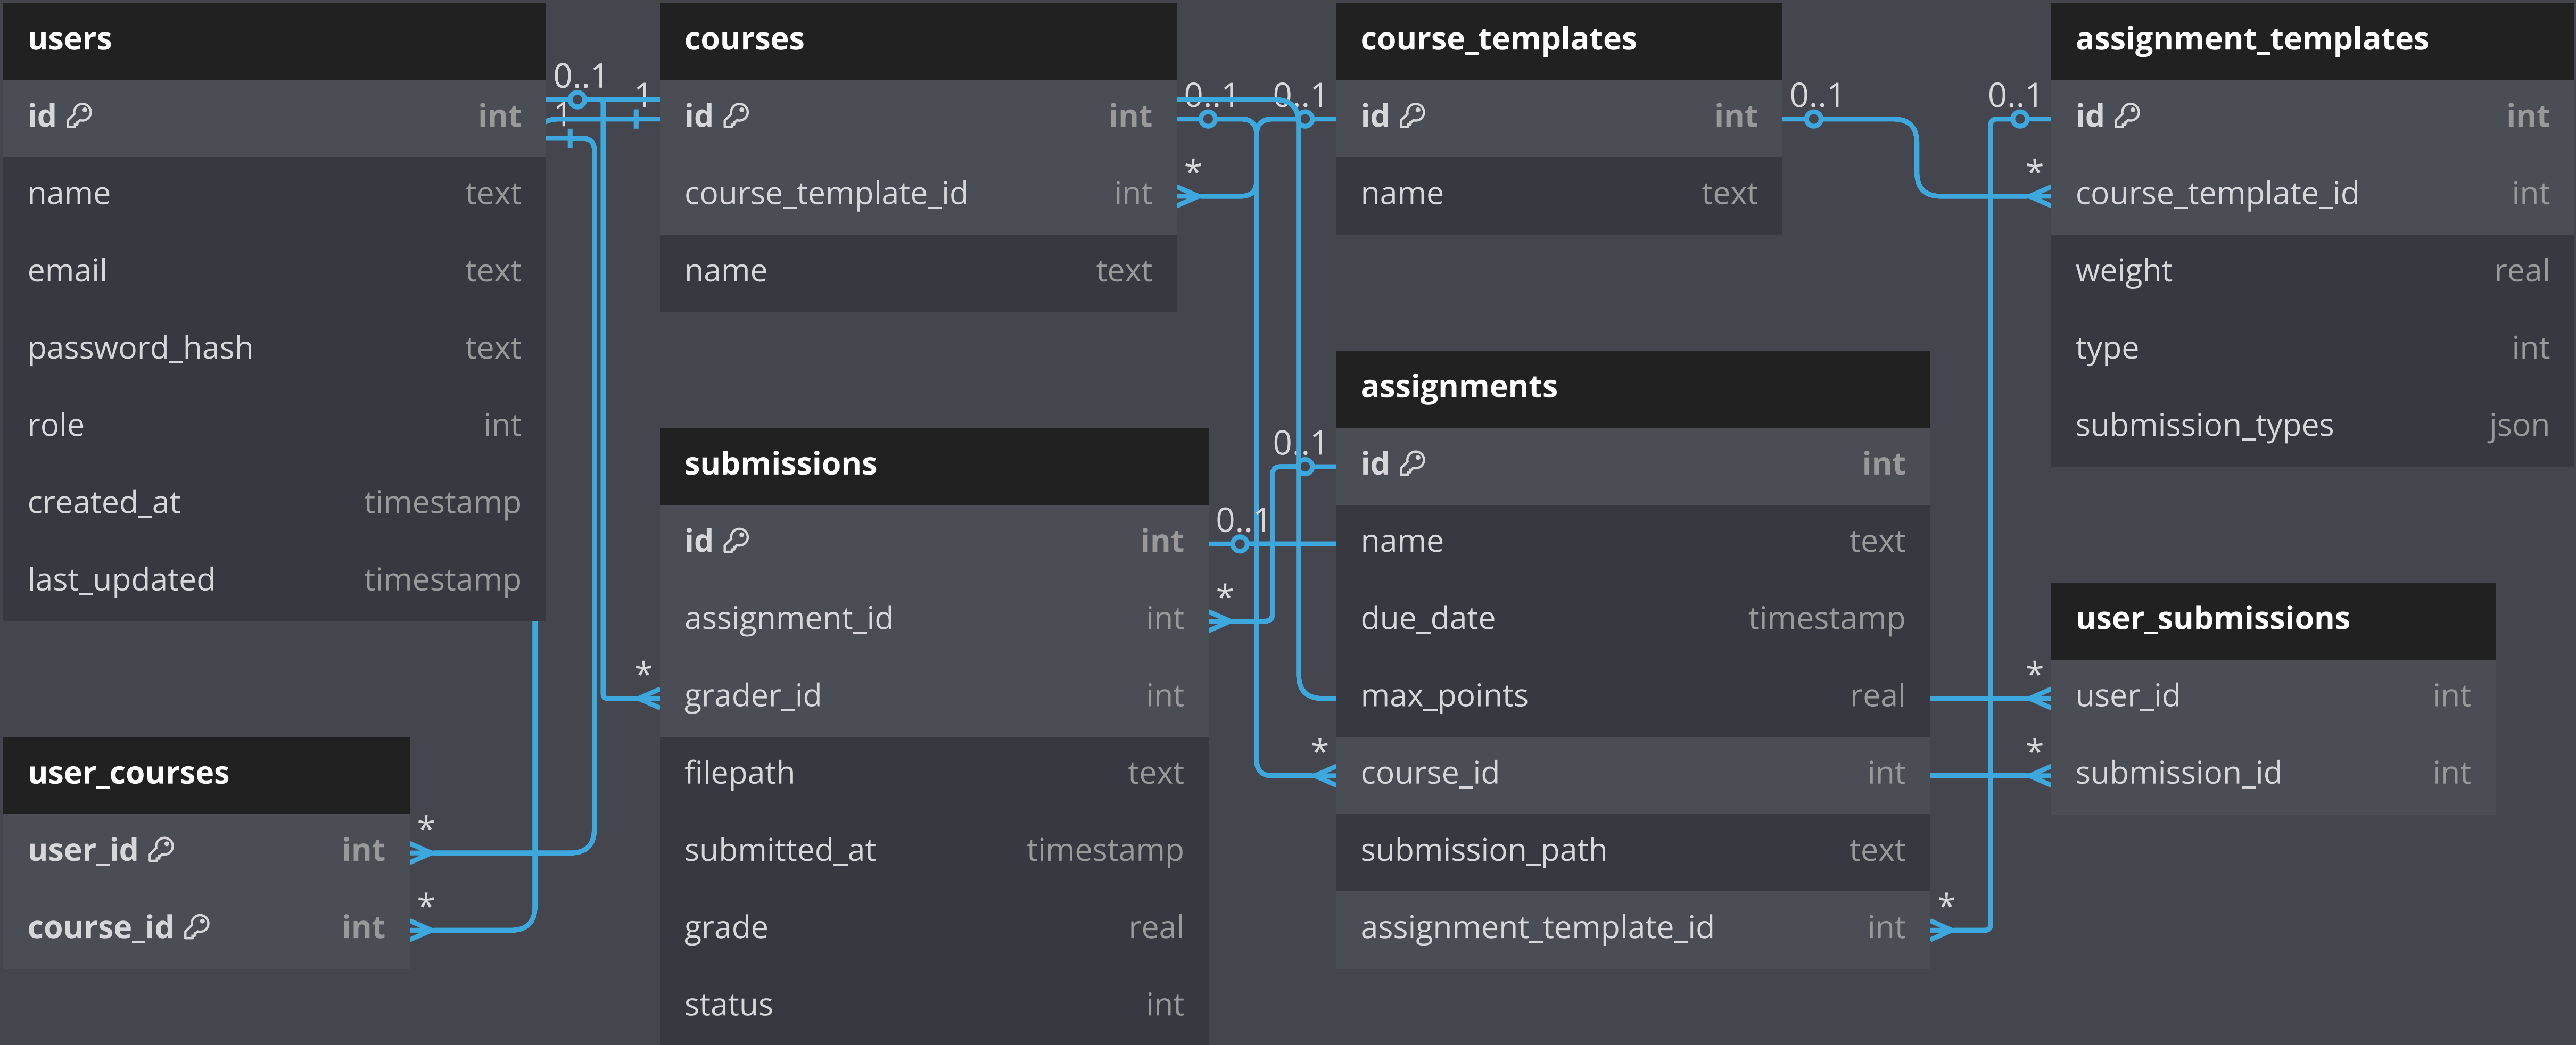 users
id int
name text
email text
password_hash text
role int
created_at timestamp
last_updated timestamp
0..1
1
1
courses
id int
course_template_id int
name text
0..1
0..1
*
course_templates
id int
name text
0..1
0..1
*
assignment_templates
id int
course_template_id int
weight real
type int
submission_types json
submissions
id int
assignment_id int
grader_id int
filepath text
submitted_at timestamp
grade real
status int
*
0..1
0..1
*
*
assignments
id int
name text
due_date timestamp
max_points real
course_id int
submission_path text
assignment_template_id int
*
*
*
user_submissions
user_id int
submission_id int
user_courses
user_id int
course_id int
*
*